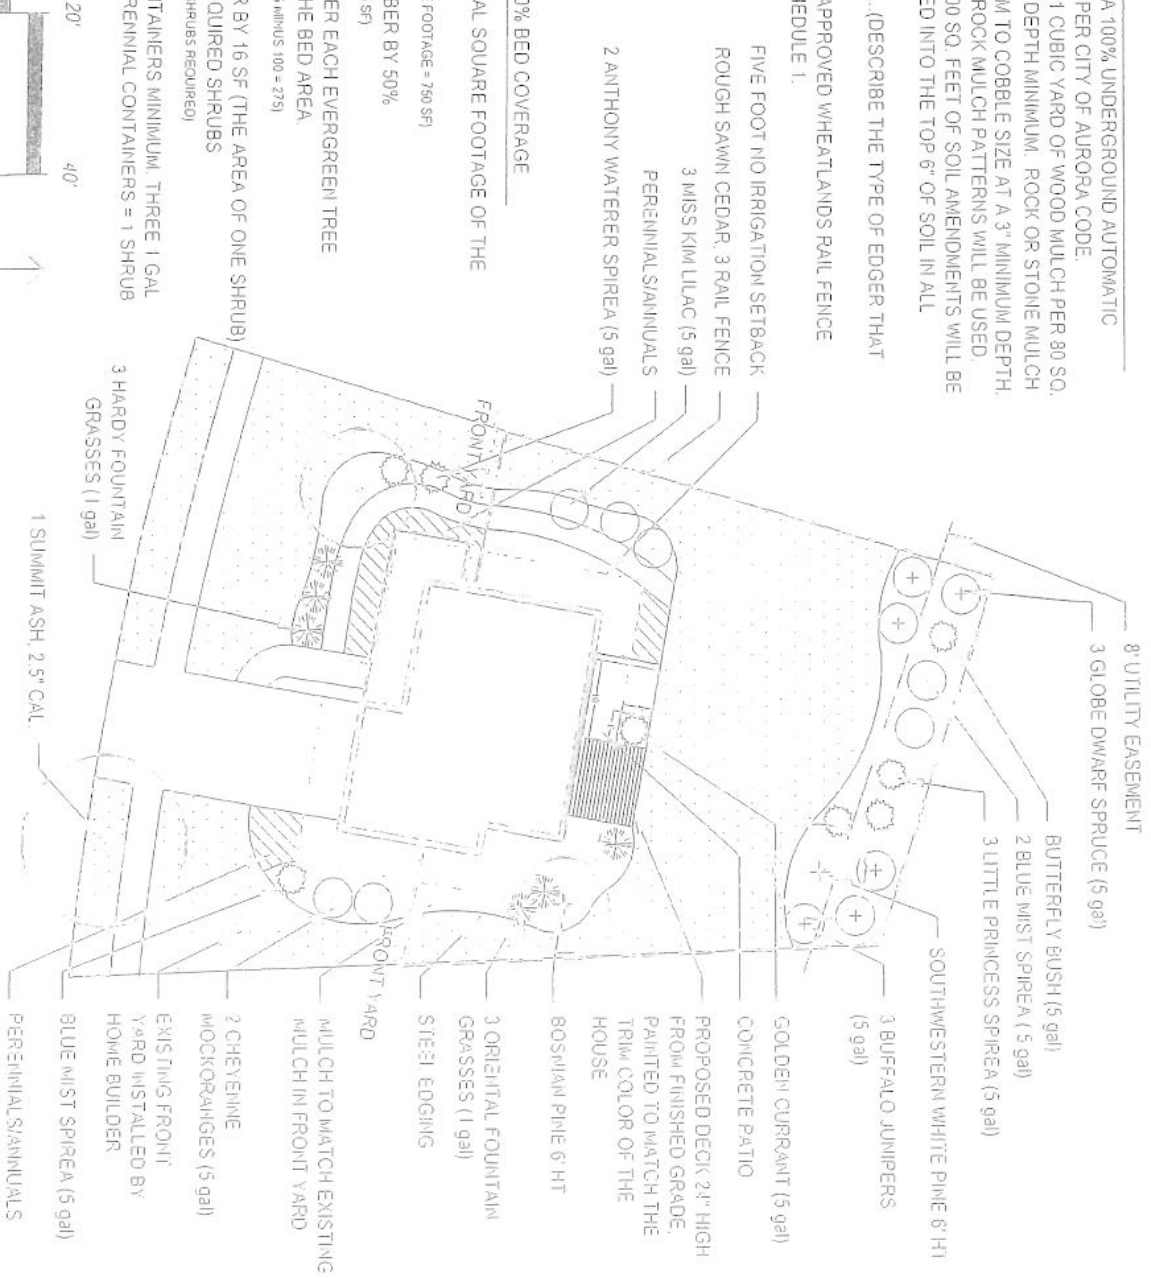 A 100% UNDERGROUND AUTOMATIC
PER CITY OF AURORA CODE.
1 CUBIC YARD OF WOOD MULCH PER 80 SQ.
DEPTH MINIMUM. ROCK OR STONE MULCH
M TO COBBLE SIZE AT A 3" MINIMUM DEPTH.
ROCK MULCH PATTERNS WILL BE USED.
00 SQ. FEET OF SOIL AMENDMENTS WILL BE
ED INTO THE TOP 6" OF SOIL IN ALL
...(DESCRIBE THE TYPE OF EDGER THAT
APPROVED WHEATLANDS RAIL FENCE
HEDULE 1.
FIVE FOOT NO IRRIGATION SETBACK
ROUGH SAWN CEDAR, 3 RAIL FENCE
3 MISS KIM LILAC (5 gal)
PERENNIALS/ANNUALS
2 ANTHONY WATERER SPIREA (5 gal)
0% BED COVERAGE
AL SQUARE FOOTAGE OF THE
E FOOTAGE = 750 SF)
BER BY 50%
5 SF)
ER EACH EVERGREEN TREE
HE BED AREA.
5 MINUS 100 = 275)
R BY 16 SF (THE AREA OF ONE SHRUB)
QUIRED SHRUBS
SHRUBS REQUIRED)
TAINERS MINIMUM. THREE 1 GAL
RENNIAL CONTAINERS = 1 SHRUB
20'
40'
FRONT YARD
3 HARDY FOUNTAIN
GRASSES (1 gal)
1 SUMMIT ASH, 2.5" CAL.
8' UTILITY EASEMENT
3 GLOBE DWARF SPRUCE (5 gal)
BUTTERFLY BUSH (5 gal)
2 BLUE MIST SPIREA ( 5 gal)
3 LITTLE PRINCESS SPIREA (5 gal)
SOUTHWESTERN WHITE PINE 6' HT
3 BUFFALO JUNIPERS
(5 gal)
GOLDEN CURRANT (5 gal)
CONCRETE PATIO
PROPOSED DECK 24" HIGH
FROM FINISHED GRADE,
PAINTED TO MATCH THE
TRIM COLOR OF THE
HOUSE
BOSNIAN PINE 6' HT
3 ORIENTAL FOUNTAIN
GRASSES (1 gal)
STEEL EDGING
FRONT YARD
MULCH TO MATCH EXISTING
MULCH IN FRONT YARD
2 CHEYENNE
MOCKORANGES (5 gal)
EXISTING FRONT
YARD INSTALLED BY
HOME BUILDER
BLUE MIST SPIREA (5 gal)
PERENNIALS/ANNUALS